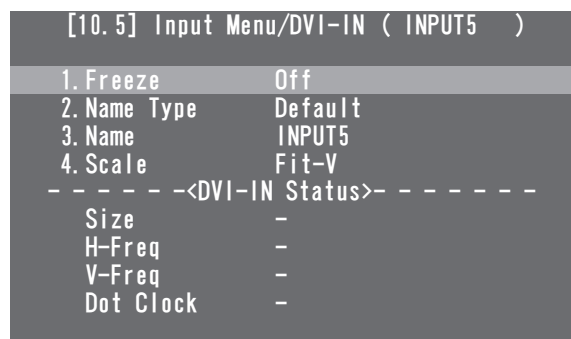 [10.5] Input Menu/DVI-IN ( INPUT5 )
1.Freeze Off
2.Name Type Default
3.Name INPUT5
4.Scale Fit-V
- - - - - -<DVI-IN Status>- - - - - - -
Size -
H-Freq -
V-Freq -
Dot Clock -